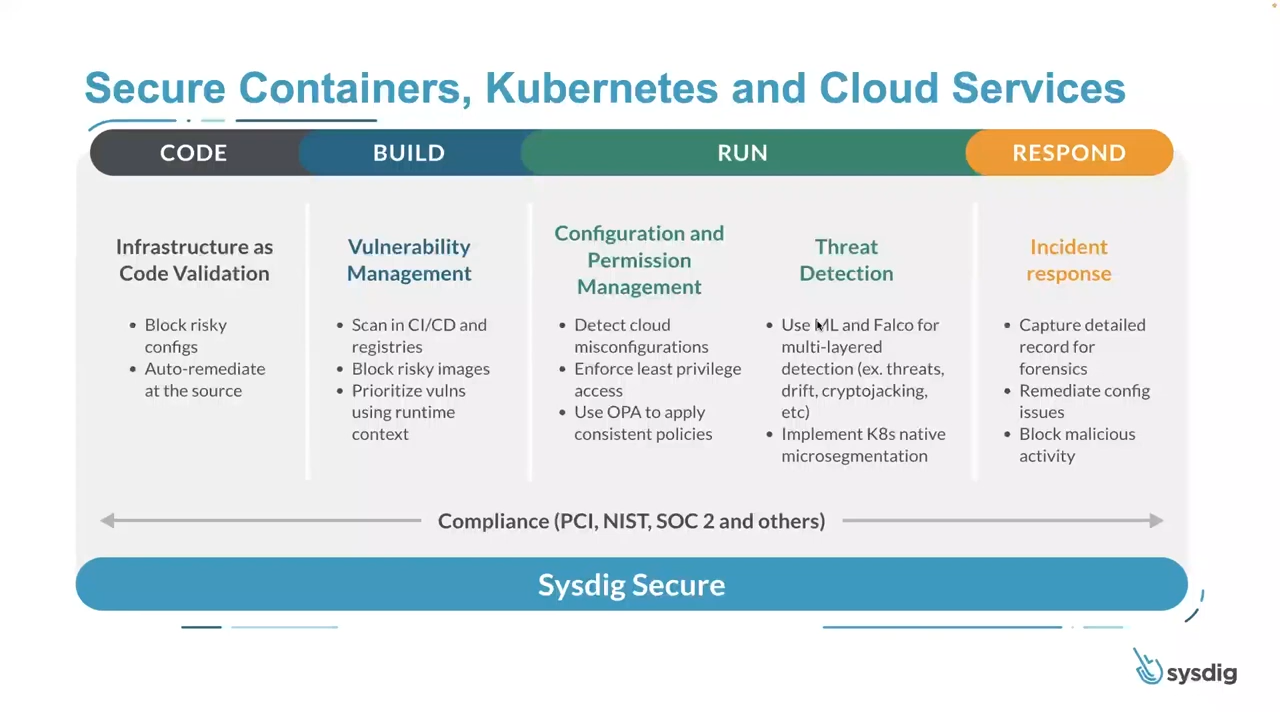 Secure Containers, Kubernetes and Cloud Services
CODE
BUILD
RUN
RESPOND
Infrastructure as
Code Validation
• Block risky
configs
• Auto-remediate
at the source
Vulnerability
Management
• Scan in CI/CD and
registries
• Block risky images
• Prioritize vulns
using runtime
context
Configuration and
Permission
Management
• Detect cloud
misconfigurations
• Enforce least privilege
access
• Use OPA to apply
consistent policies
Threat
Detection
• Use ML and Falco for
multi-layered
detection (ex. threats,
drift, cryptojacking,
etc)
• Implement K8s native
microsegmentation
Incident
response
• Capture detailed
record for
forensics
• Remediate config
issues
• Block malicious
activity
Compliance (PCI, NIST, SOC 2 and others)
Sysdig Secure
sysdig